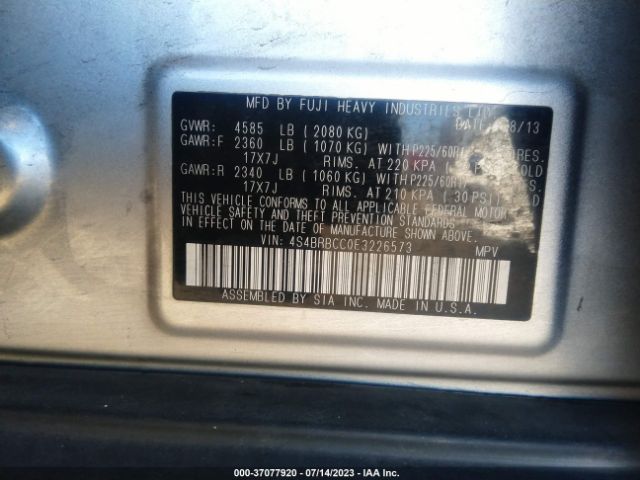 MFD BY FUJI HEAVY INDUSTRIES
GVWR: 4585 LB ( 2080 KG) 8/13
GAWR:F 2360 LB ( 1070 KG) WITH P225/60R
17X7J RIMS. AT 220 KPA
GAWR:R 2340 LB ( 1060 KG) WITH P225/60R
17X7J RIMS. AT 210 KPA ( 30 PSI)
THIS VEHICLE CONFORMS TO ALL APPLICABLE FEDERAL MOTOR
VEHICLE SAFETY AND THEFT PREVENTION STANDARDS
IN EFFECT ON THE DATE OF MANUFACTURE SHOWN ABOVE.
VIN: 4S4BRBCC0E3226573 MPV
ASSEMBLED BY SIA INC. MADE IN U.S.A.
000-37077920 - 07/14/2023 - IAA Inc.